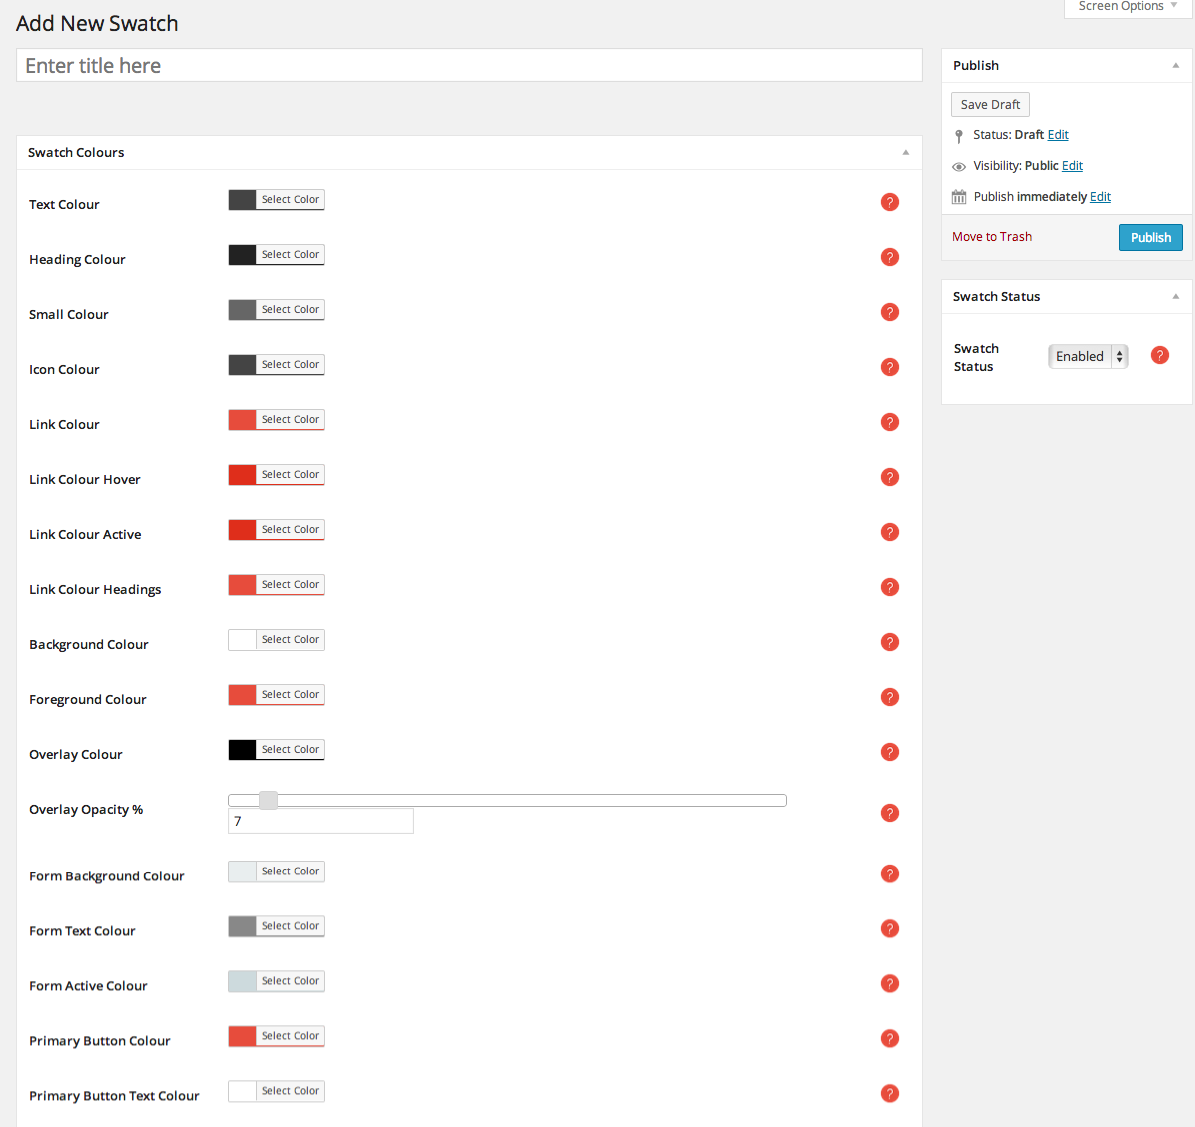 Screen Options
Add New Swatch
Enter title here
Swatch Colours
Text Colour
Select Color
?
Heading Colour
Select Color
?
Small Colour
Select Color
?
Icon Colour
Select Color
?
Link Colour
Select Color
?
Link Colour Hover
Select Color
?
Link Colour Active
Select Color
?
Link Colour Headings
Select Color
?
Background Colour
Select Color
?
Foreground Colour
Select Color
?
Overlay Colour
Select Color
?
Overlay Opacity %
7
?
Form Background Colour
Select Color
?
Form Text Colour
Select Color
?
Form Active Colour
Select Color
?
Primary Button Colour
Select Color
?
Primary Button Text Colour
Select Color
?
Publish
Save Draft
Status: Draft Edit
Visibility: Public Edit
Publish immediately Edit
Move to Trash
Publish
Swatch Status
Swatch
Status
Enabled
?